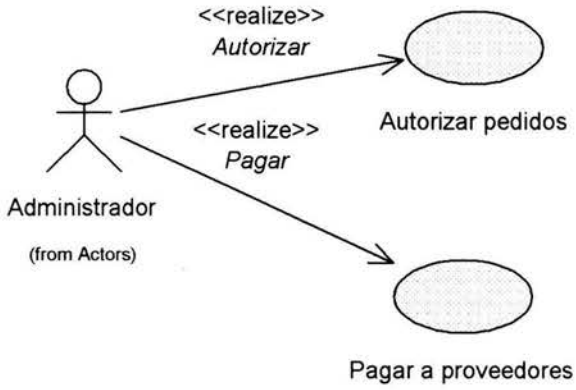 <<realize>>
Autorizar
Autorizar pedidos
<<realize>>
Pagar
Administrador
(from Actors)
Pagar a proveedores